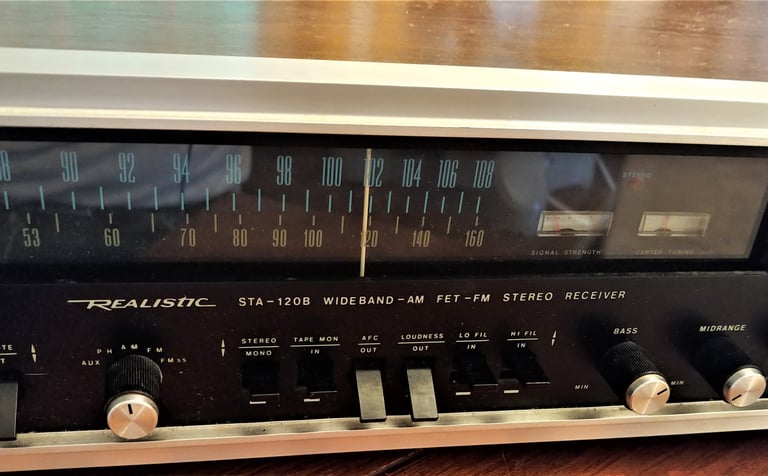 90 92 94 96 98 100 102 104 106 108
STEREO
53 60 70 80 90 100 120 140 160
SIGNAL STRENGTH CENTER TUNING
REALISTIC STA-120B WIDEBAND-AM FET-FM STEREO RECEIVER
STEREO TAPE MON AFC LOUDNESS LO FIL HI FIL BASS MIDRANGE
MONO IN OUT OUT IN IN
PH AM FM
AUX FM SS
MIN MIN